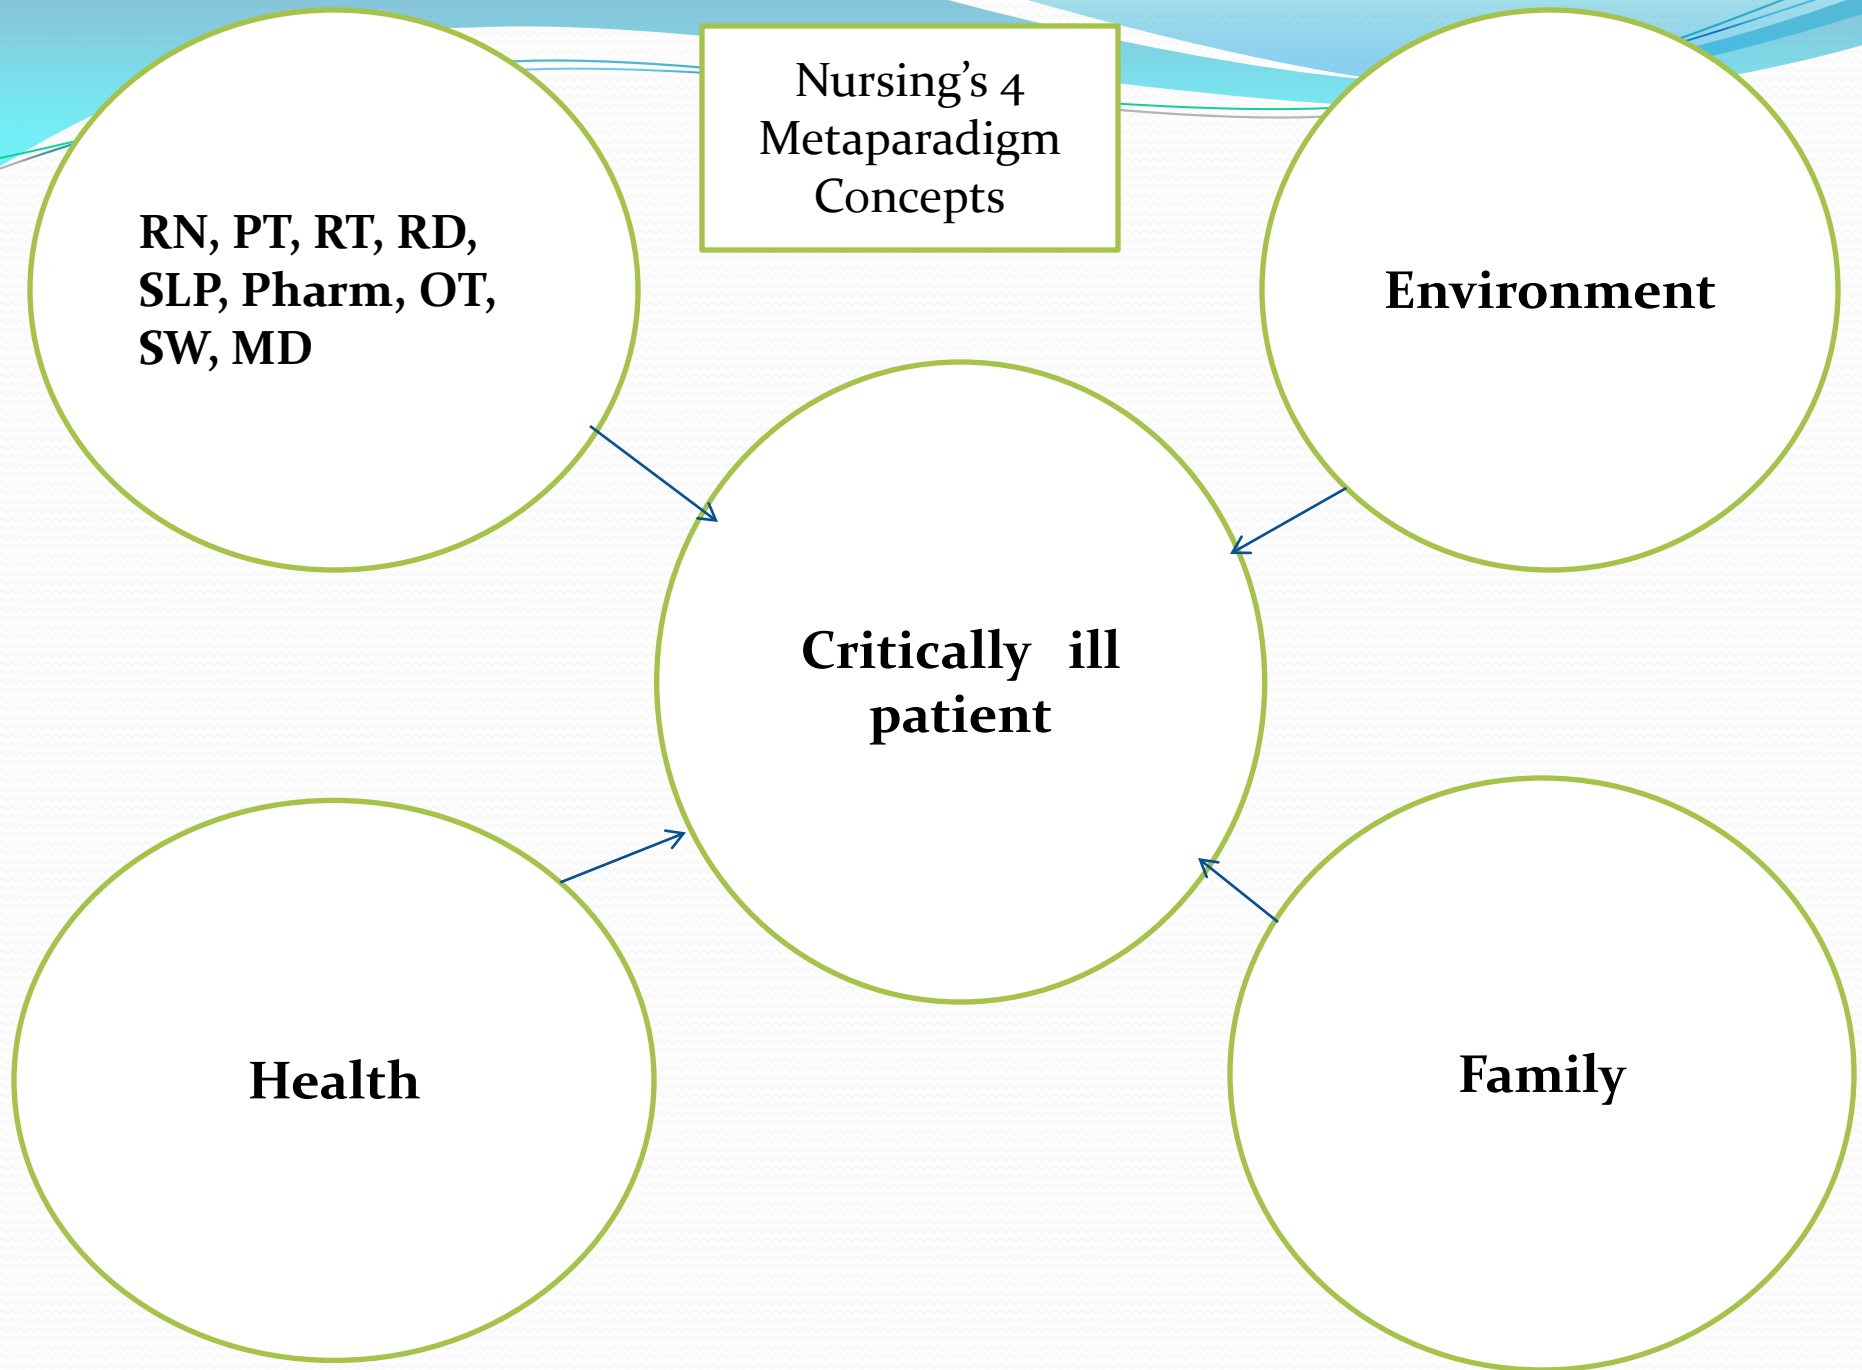 Nursing’s 4
Metaparadigm
Concepts
RN, PT, RT, RD,
SLP, Pharm, OT,
SW, MD
Environment
Critically ill
patient
Health
Family